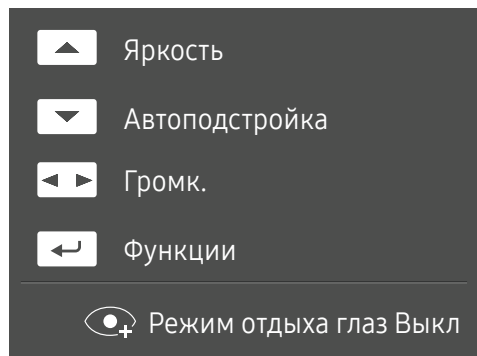 Яркость
Автоподстройка
Громк.
Функции
Режим отдыха глаз Выкл